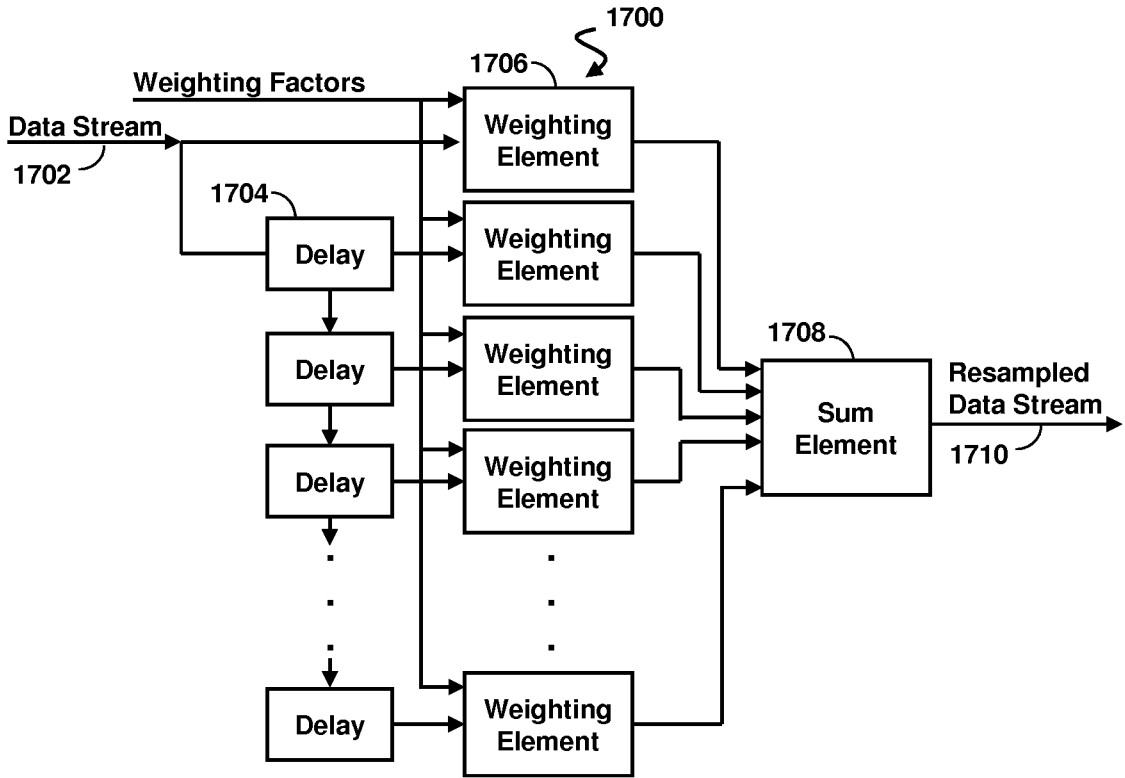 1700
1706
Weighting Factors
Data Stream
1702
Weighting
Element
1704
Delay
Weighting
Element
Delay
Weighting
Element
1708
Sum
Element
Resampled
Data Stream
1710
Delay
Weighting
Element
.
.
.
.
.
.
Delay
Weighting
Element